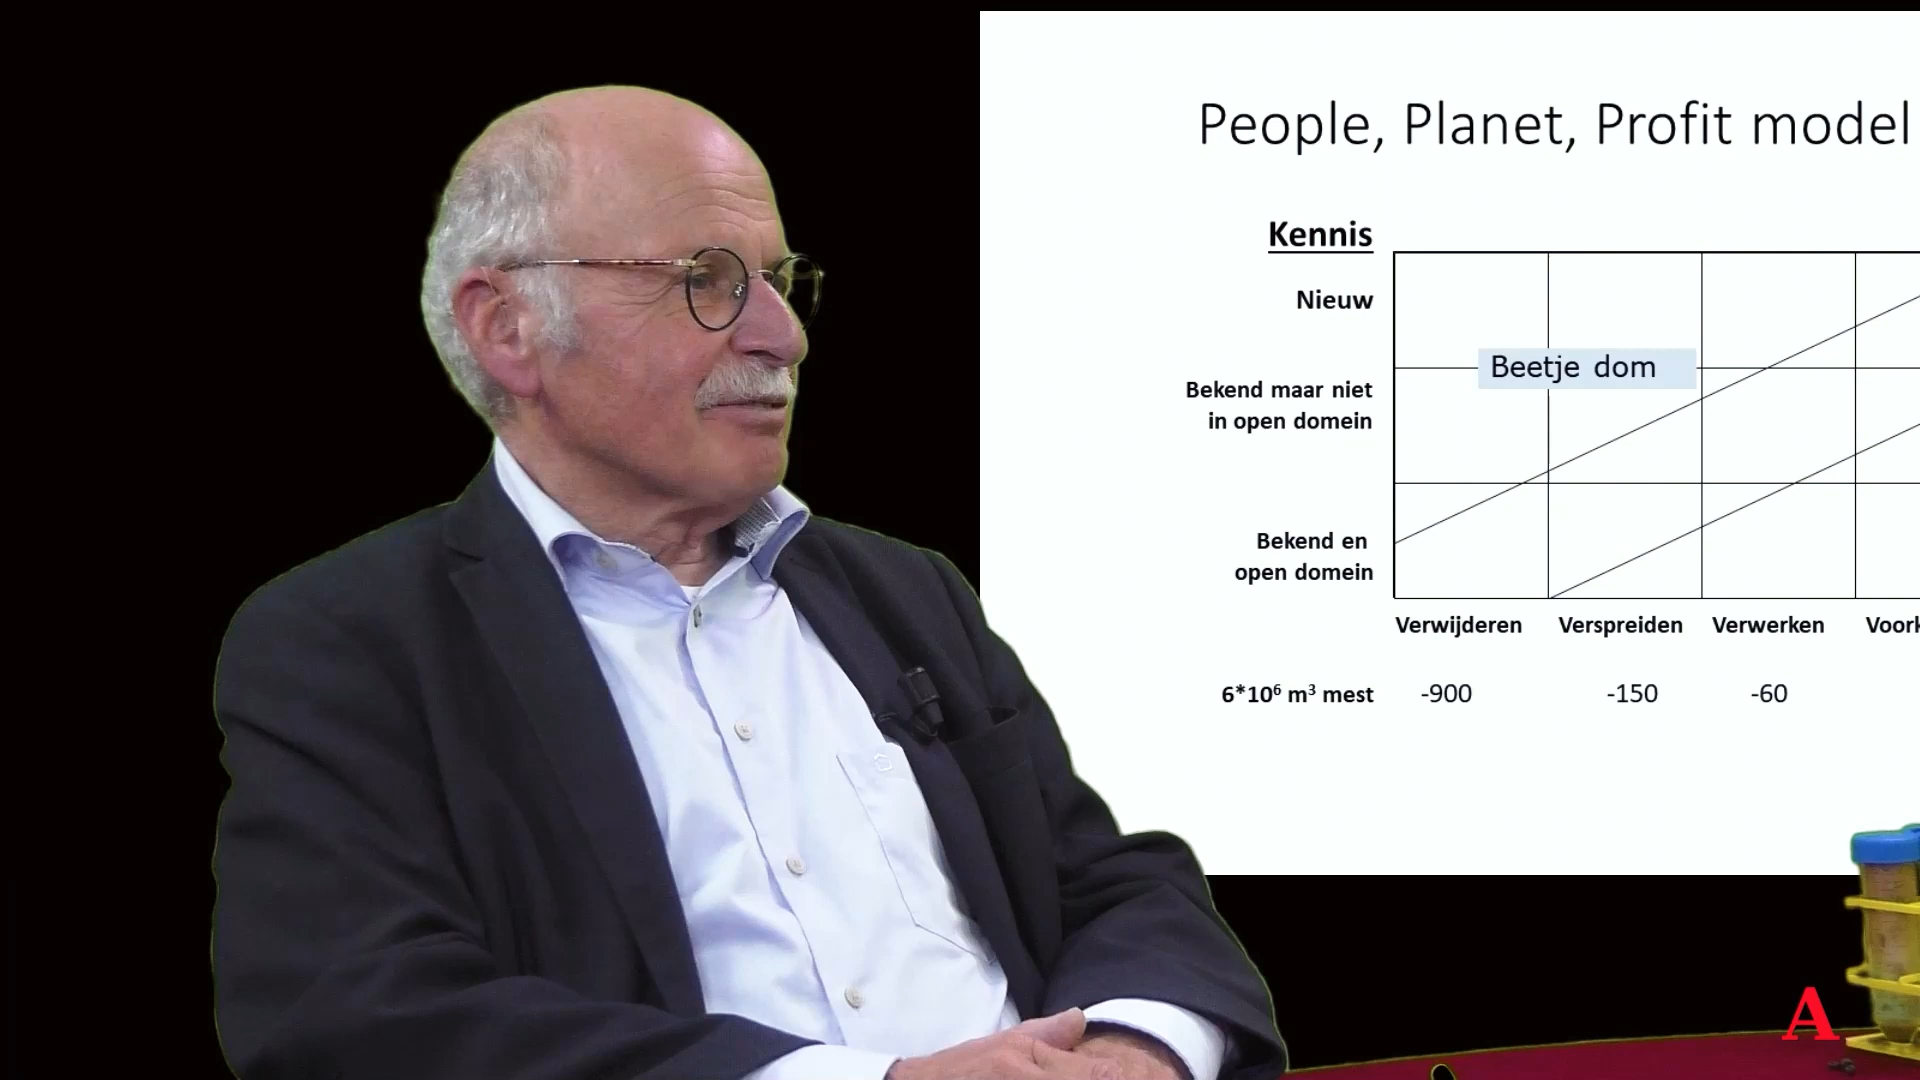 People, Planet, Profit model
Kennis
Nieuw
Beetje dom
Bekend maar niet
in open domein
Bekend en
open domein
Verwijderen Verspreiden Verwerken
6*10⁶ m³ mest -900 -150 -60
A